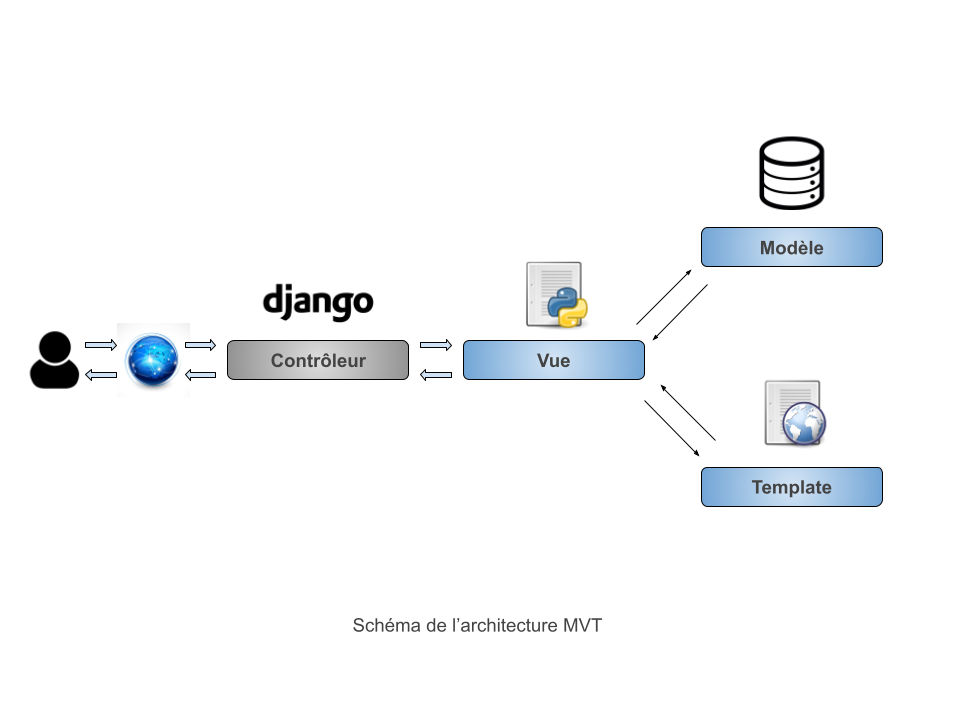 Modèle
django
Contrôleur
Vue
Template
Schéma de l’architecture MVT